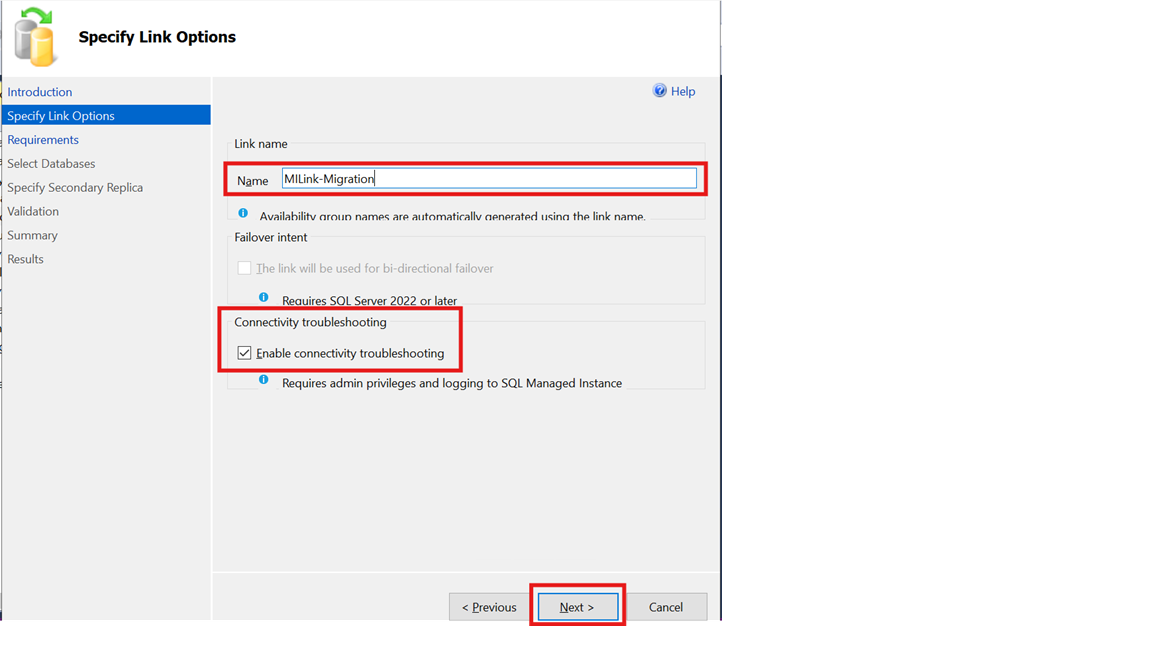 Specify Link Options
Introduction
Specify Link Options
Requirements
Select Databases
Specify Secondary Replica
Validation
Summary
Results
Help
Link name
Name MILink-Migration
Availability group names are automatically generated using the link name.
Failover intent
The link will be used for bi-directional failover
Requires SQL Server 2022 or later
Connectivity troubleshooting
Enable connectivity troubleshooting
Requires admin privileges and logging to SQL Managed Instance
< Previous Next > Cancel